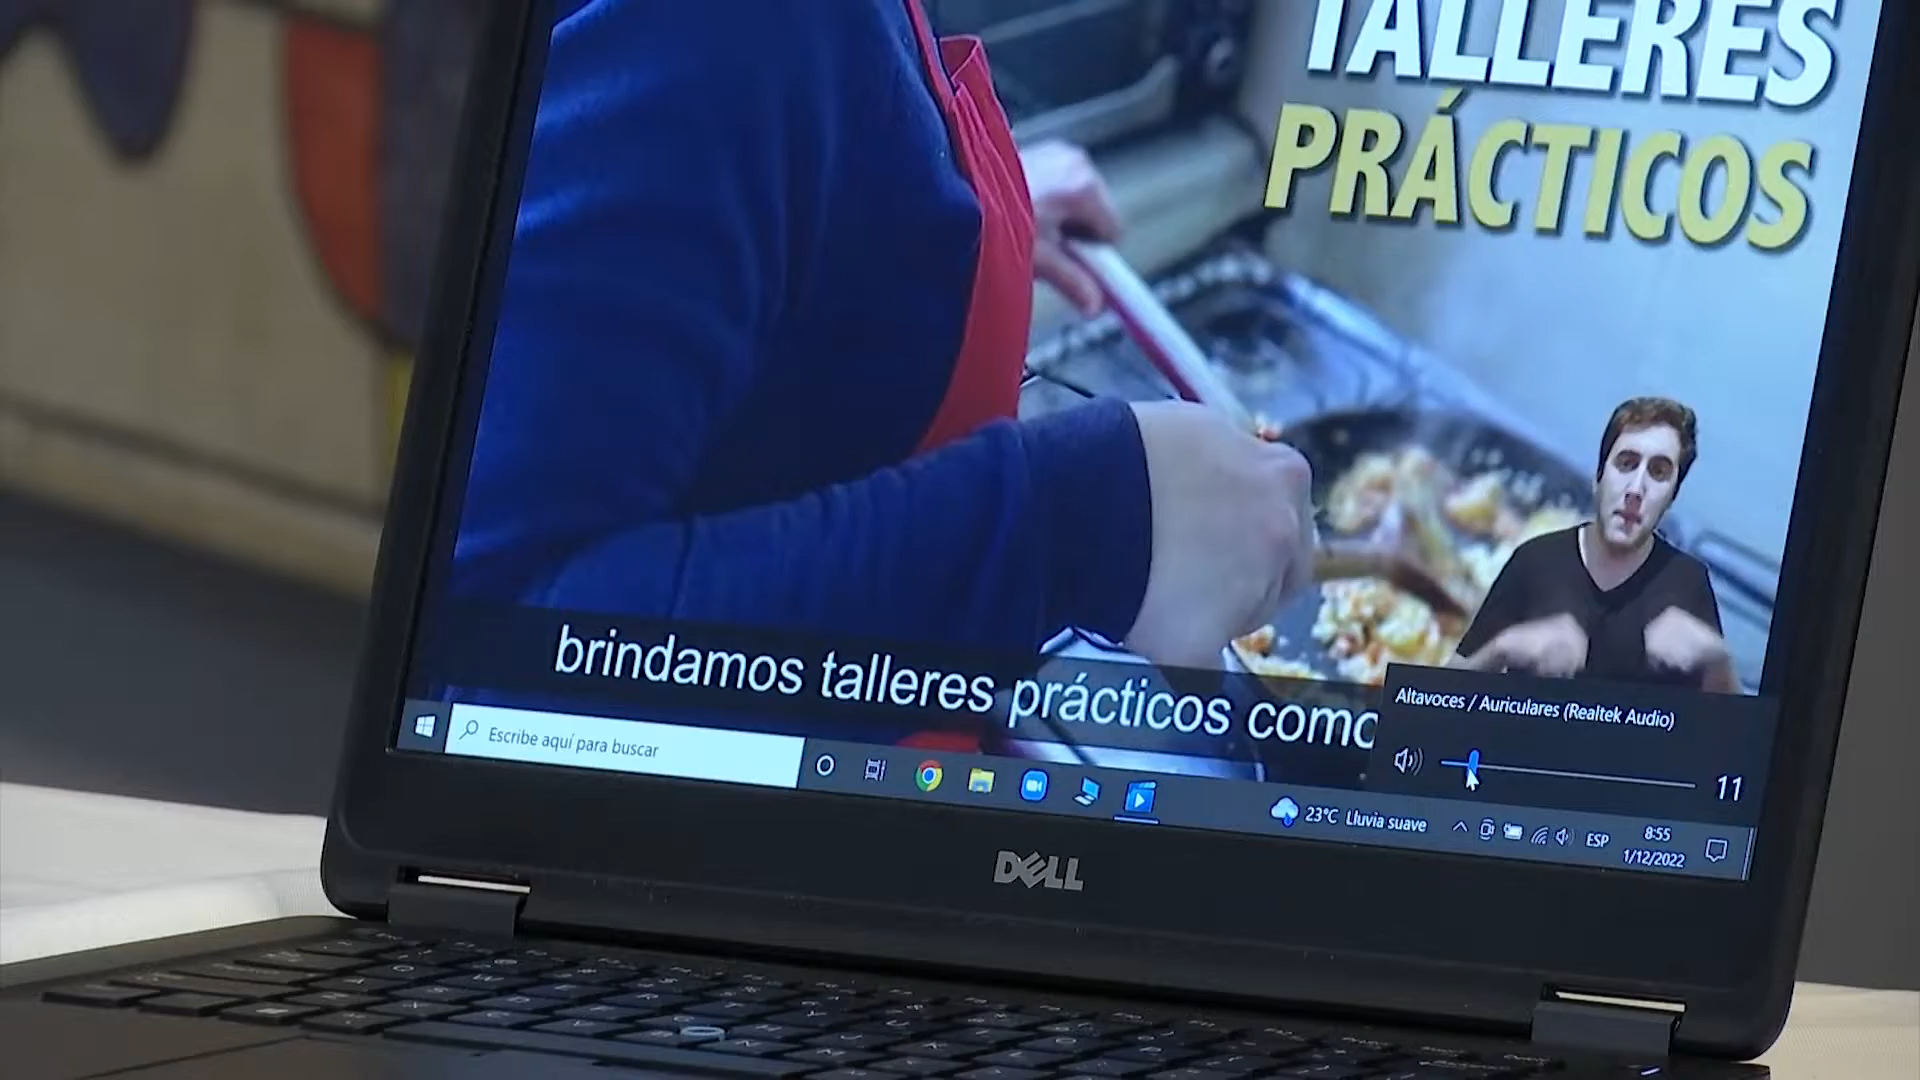 TALLERES
PRÁCTICOS
brindamos talleres prácticos como
Altavoces / Auriculares (Realtek Audio)
11
Escribe aquí para buscar
23°C Lluvia suave
ESP
8:55
1/12/2022
DELL